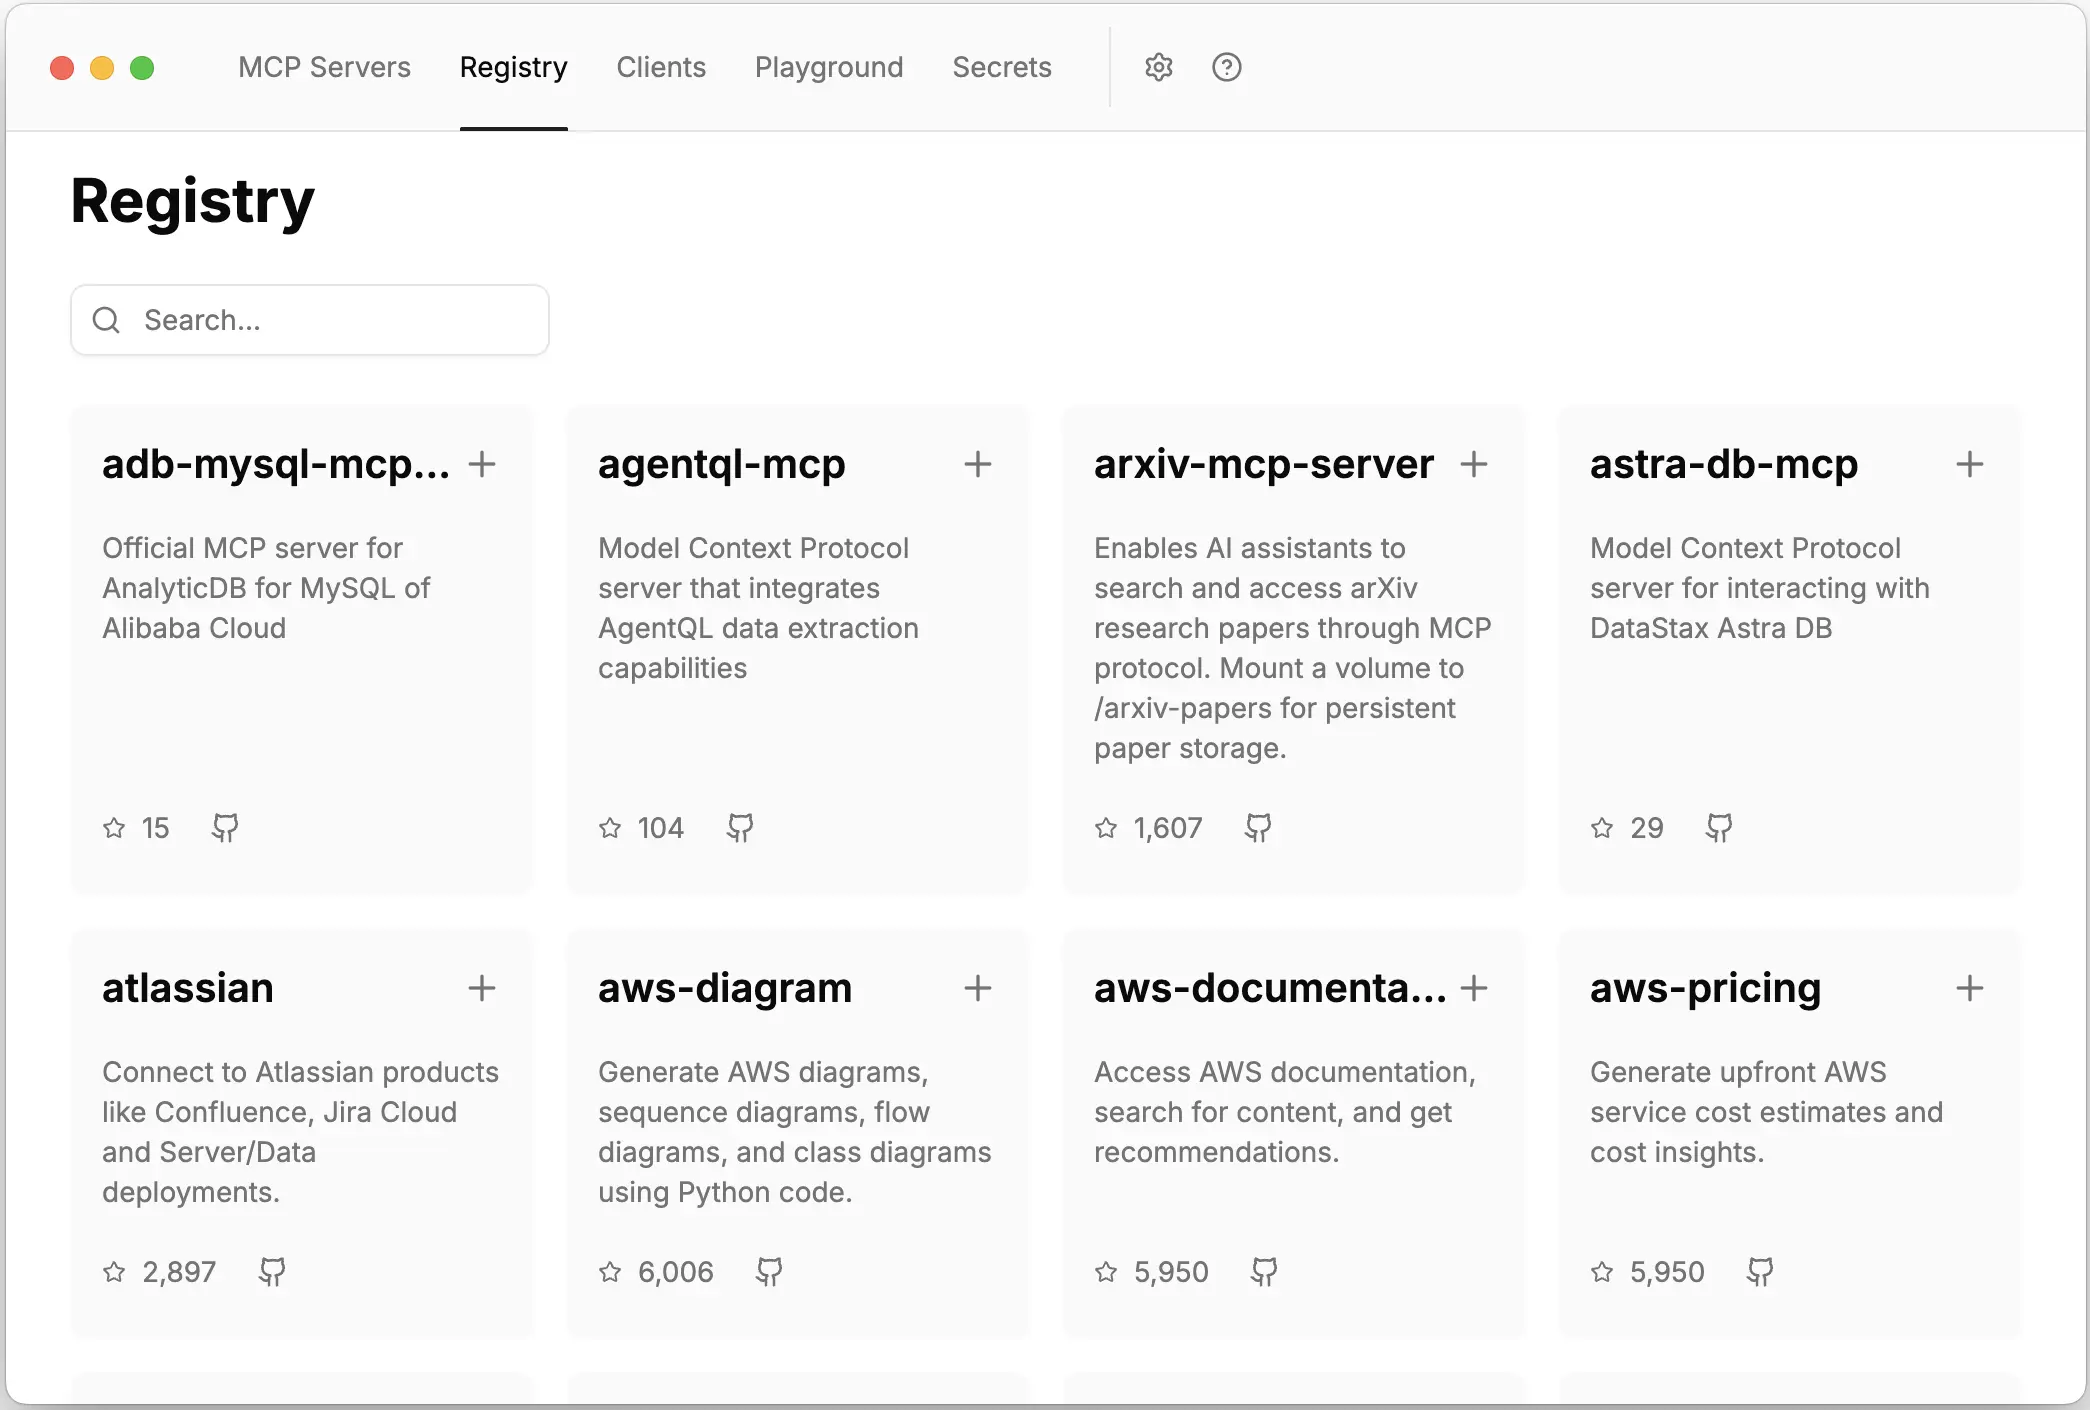 MCP Servers
Registry
Clients
Playground
Secrets
Registry
Search...
adb-mysql-mcp...
Official MCP server for
AnalyticDB for MySQL of
Alibaba Cloud
15
agentql-mcp
Model Context Protocol
server that integrates
AgentQL data extraction
capabilities
104
arxiv-mcp-server
Enables AI assistants to
search and access arXiv
research papers through MCP
protocol. Mount a volume to
/arxiv-papers for persistent
paper storage.
1,607
astra-db-mcp
Model Context Protocol
server for interacting with
DataStax Astra DB
29
atlassian
Connect to Atlassian products
like Confluence, Jira Cloud
and Server/Data
deployments.
2,897
aws-diagram
Generate AWS diagrams,
sequence diagrams, flow
diagrams, and class diagrams
using Python code.
6,006
aws-documenta...
Access AWS documentation,
search for content, and get
recommendations.
5,950
aws-pricing
Generate upfront AWS
service cost estimates and
cost insights.
5,950